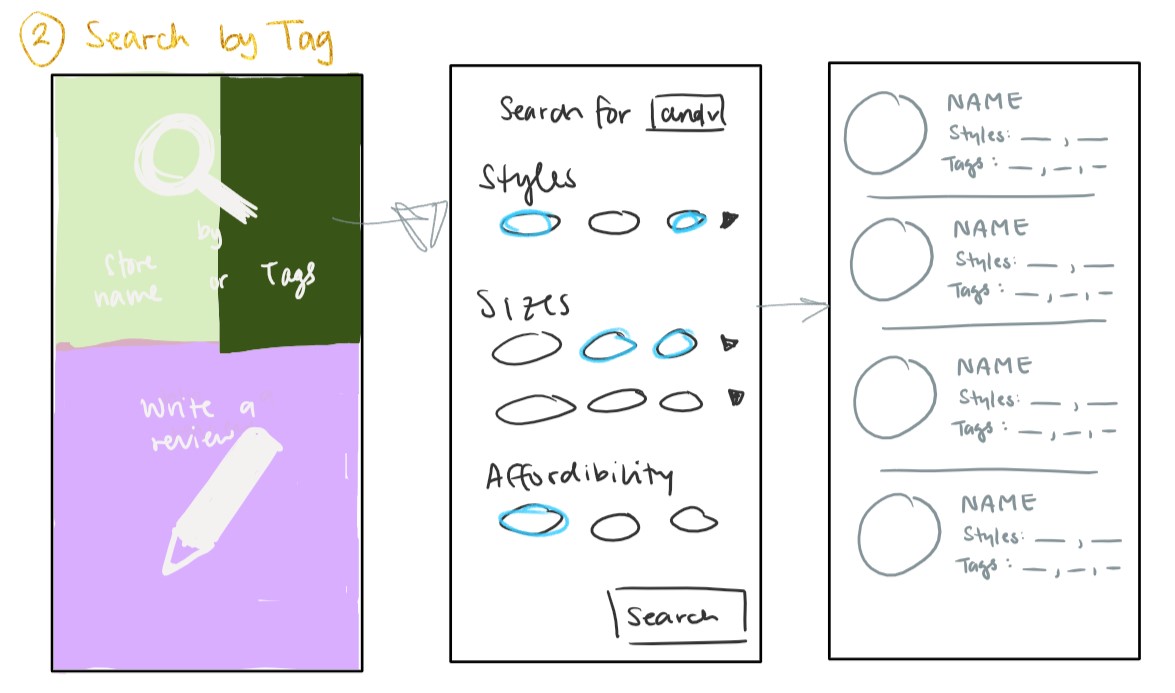 2 Search by Tag
by
Store name
or Tags
Write a
review
Search for
Styles
Sizes
Affordibility
Search
NAME
Styles: __ , __
Tags : __ , __ , __
NAME
Styles: __ , __
Tags : __ , __ , __
NAME
Styles: __ , __
Tags : __ , __ , __
NAME
Styles: __ , __
Tags : __ , __ , __